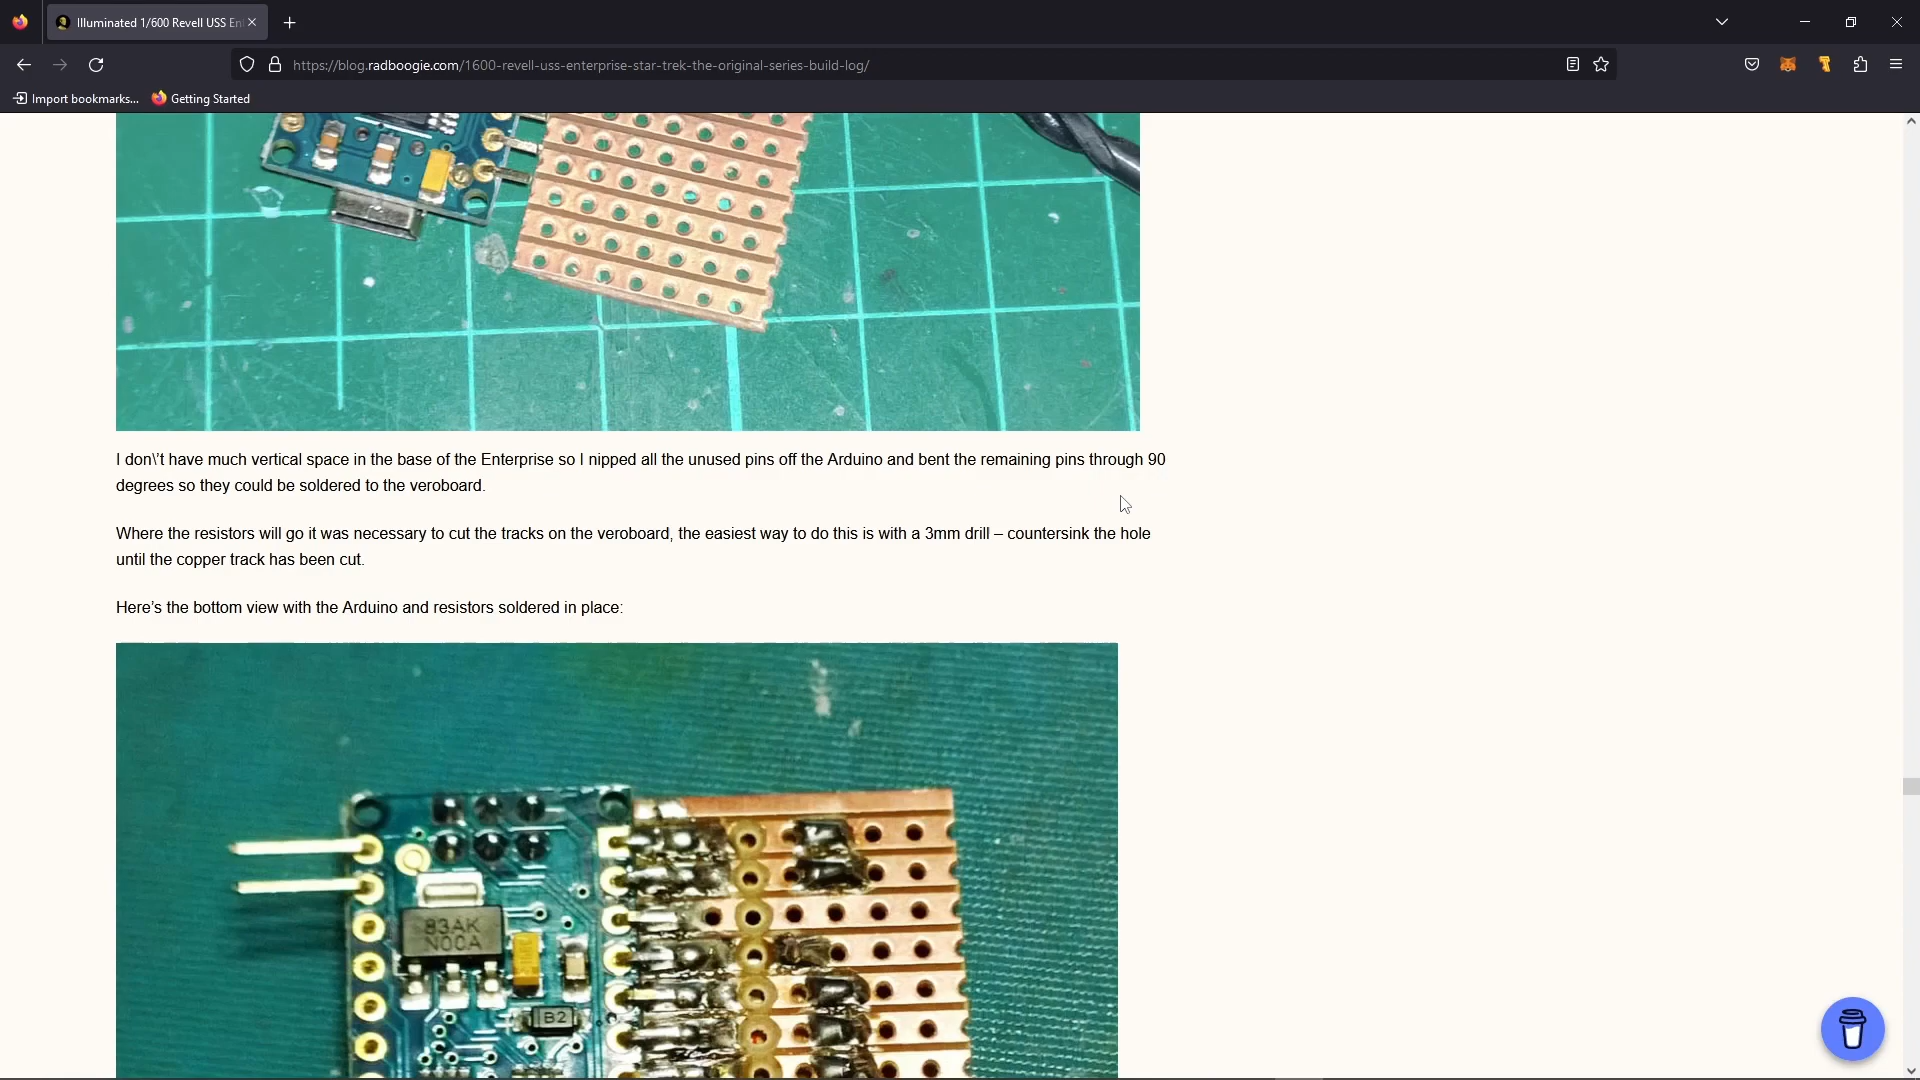 Illuminated 1/600 Revell USS En
https://blog.radboogie.com/1600-revell-uss-enterprise-star-trek-the-original-series-build-log/
Import bookmarks... Getting Started
I don\’t have much vertical space in the base of the Enterprise so I nipped all the unused pins off the Arduino and bent the remaining pins through 90
degrees so they could be soldered to the veroboard.
Where the resistors will go it was necessary to cut the tracks on the veroboard, the easiest way to do this is with a 3mm drill – countersink the hole
until the copper track has been cut.
Here’s the bottom view with the Arduino and resistors soldered in place:
83AK
N00A
B2